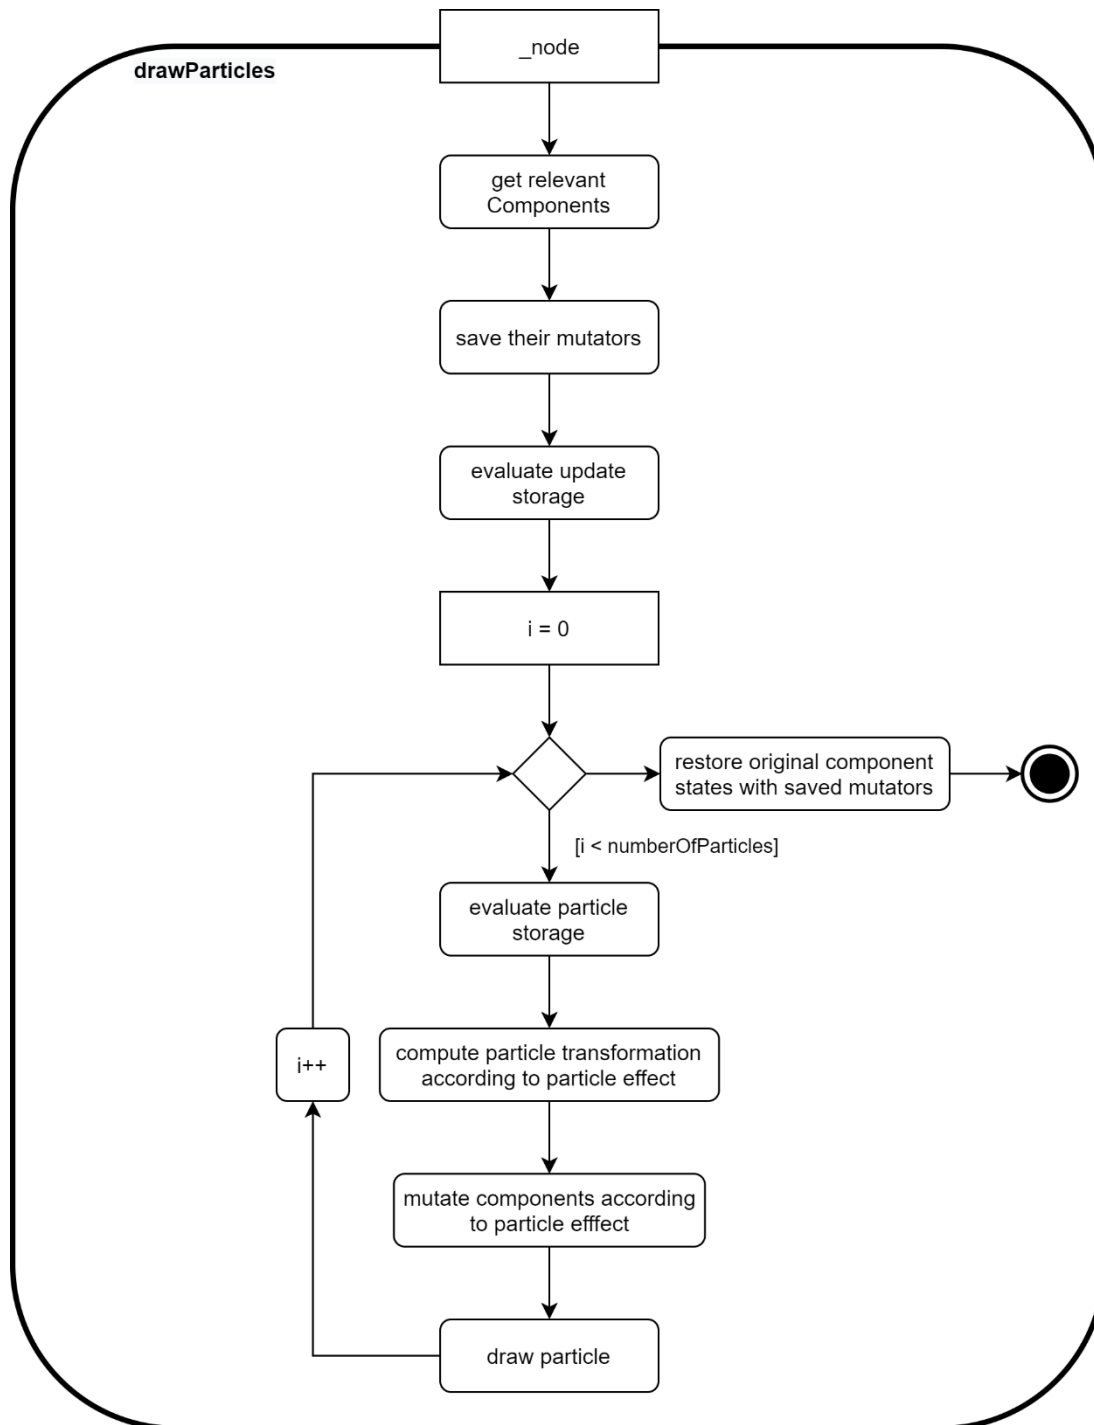 _node
drawParticles
get relevant
Components
save their mutators
evaluate update
storage
i = 0
restore original component
states with saved mutators
[i < numberOfParticles]
evaluate particle
storage
i++
compute particle transformation
according to particle effect
mutate components according
to particle efffect
draw particle